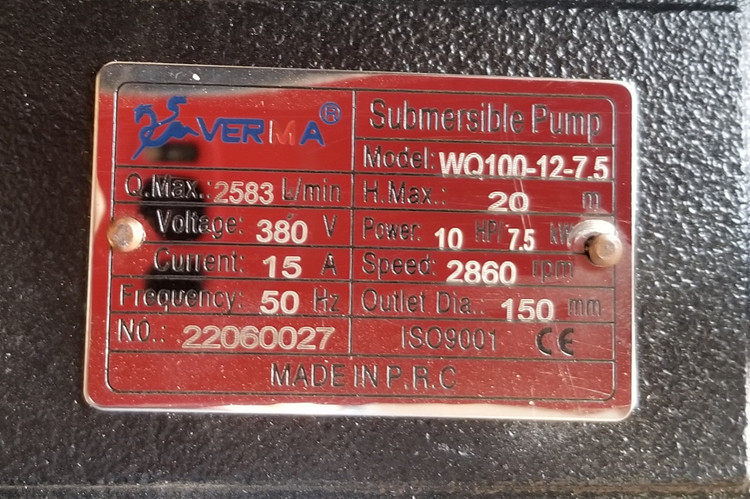 VERMA®
Submersible Pump
Model: WQ100-12-7.5
Q.Max.: 2583 L/min
H.Max.: 20 m
Voltage: 380 V
Power: 10 HP/ 7.5 kW
Current: 15 A
Speed: 2860 rpm
Frequency: 50 Hz
Outlet Dia.: 150 mm
NO.: 22060027
ISO9001 CE
MADE IN P.R.C